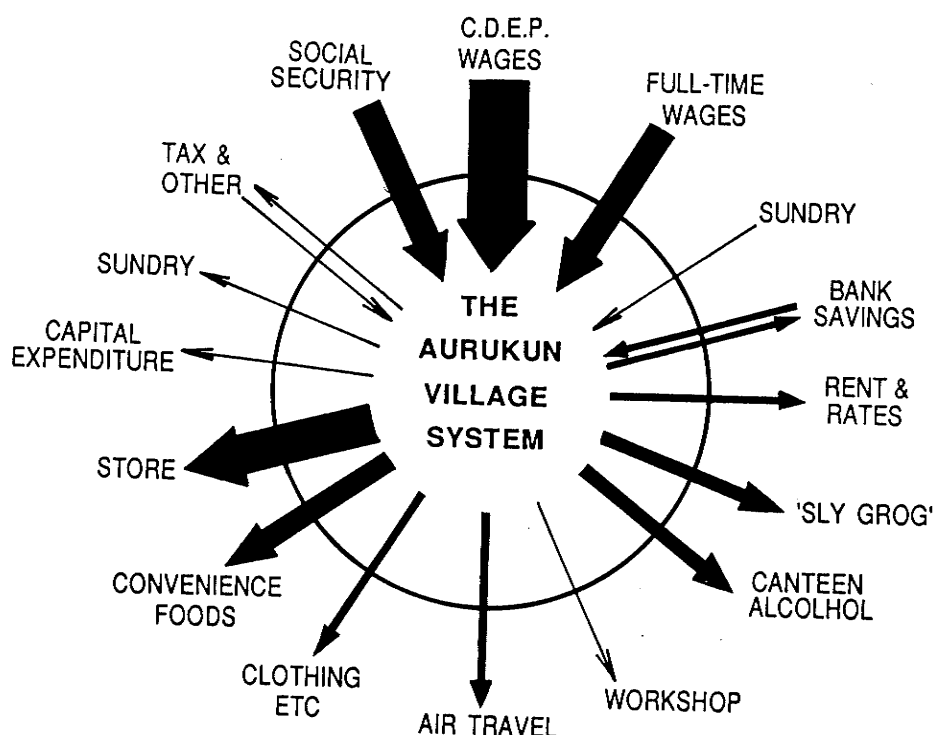 C.D.E.P.
WAGES
SOCIAL
SECURITY
FULL-TIME
WAGES
TAX &
OTHER
SUNDRY
SUNDRY
BANK
SAVINGS
CAPITAL
EXPENDITURE
THE
AURUKUN
VILLAGE
SYSTEM
RENT &
RATES
STORE
'SLY GROG'
CONVENIENCE
FOODS
CANTEEN
ALCOLHOL
CLOTHING
ETC
AIR TRAVEL
WORKSHOP